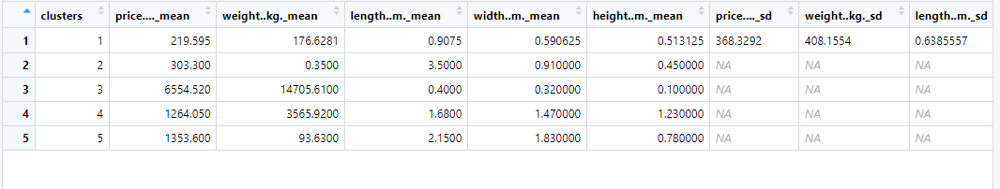 clusters price...._mean weight..kg._mean length..m._mean width..m._mean height..m._mean price...._sd weight..kg._sd length..m._sd
1 1 219.595 176.6281 0.9075 0.590625 0.513125 368.3292 408.1554 0.6385557
2 2 303.300 0.3500 3.5000 0.910000 0.450000 NA NA NA
3 3 6554.520 14705.6100 0.4000 0.320000 0.100000 NA NA NA
4 4 1264.050 3565.9200 1.6800 1.470000 1.230000 NA NA NA
5 5 1353.600 93.6300 2.1500 1.830000 0.780000 NA NA NA